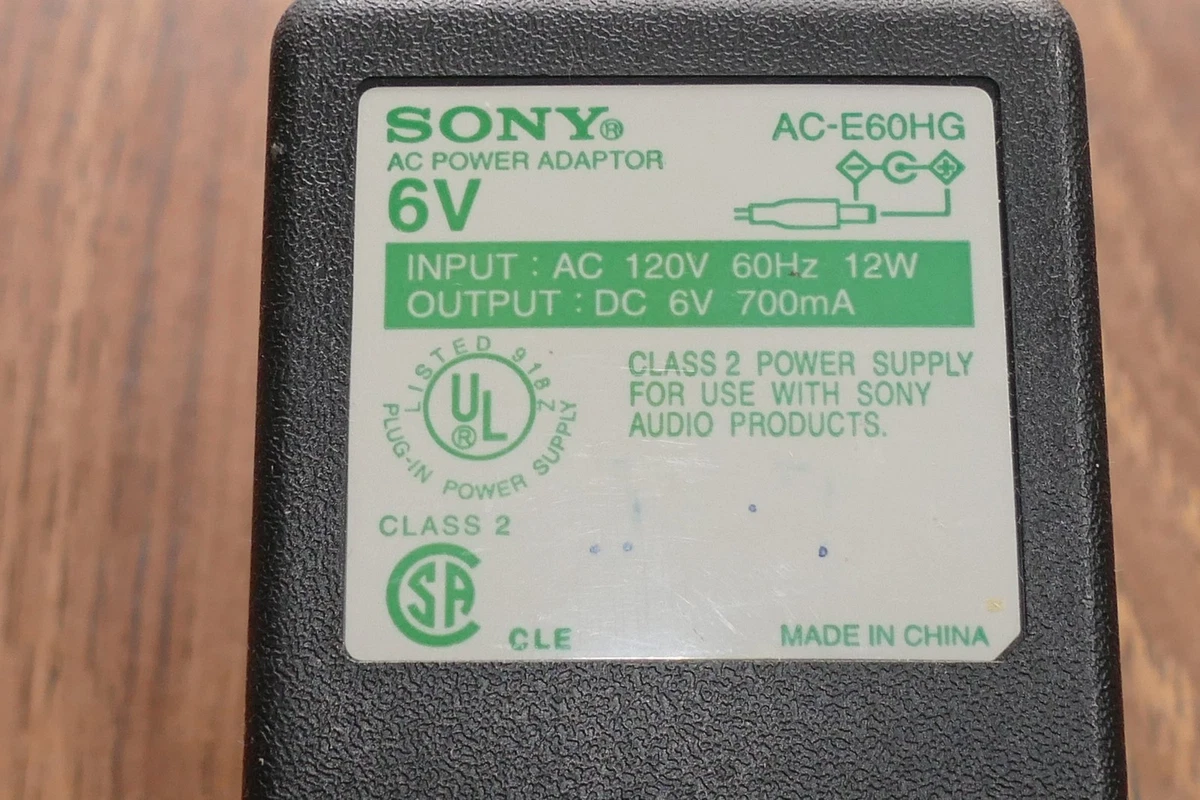 SONY®
AC POWER ADAPTOR
6V
AC-E60HG
INPUT : AC 120V 60Hz 12W
OUTPUT : DC 6V 700mA
LISTED 918Z
UL®
PLUG-IN POWER SUPPLY
CLASS 2 POWER SUPPLY
FOR USE WITH SONY
AUDIO PRODUCTS.
CLASS 2
SA
CLE
MADE IN CHINA